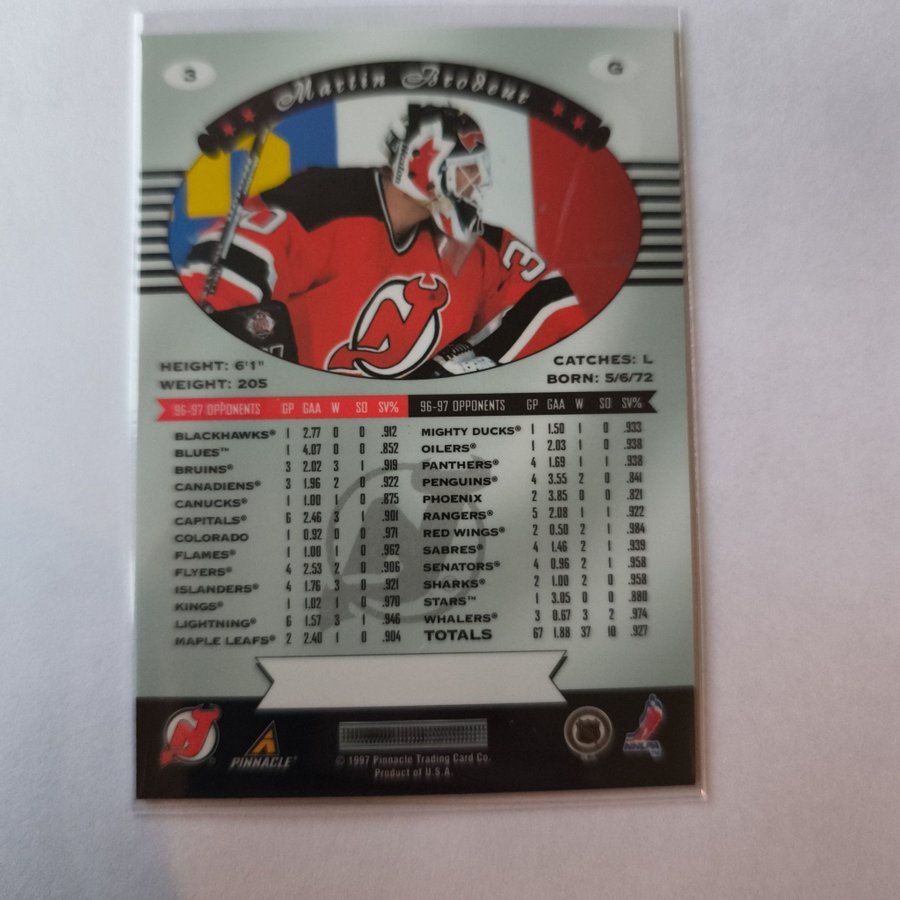 3
G
Martin Brodeur
HEIGHT: 6'1"
WEIGHT: 205
CATCHES: L
BORN: 5/6/72
96-97 OPPONENTS GP GAA W SO SV%
BLACKHAWKS® 1 2.77 0 0 .912
BLUES™ 1 4.07 0 0 .852
BRUINS® 3 2.02 3 1 .919
CANADIENS® 3 1.96 2 0 .922
CANUCKS® 1 1.00 1 0 .875
CAPITALS® 6 2.46 3 1 .901
COLORADO 1 0.92 0 0 .971
FLAMES® 1 1.00 1 0 .962
FLYERS® 4 2.53 2 0 .906
ISLANDERS® 4 1.76 3 0 .921
KINGS® 1 1.02 1 0 .970
LIGHTNING® 6 1.57 3 1 .946
MAPLE LEAFS® 2 2.40 1 0 .904
96-97 OPPONENTS GP GAA W SO SV%
MIGHTY DUCKS® 1 1.50 1 0 .933
OILERS® 1 2.03 1 0 .938
PANTHERS® 4 1.69 1 1 .938
PENGUINS® 4 3.55 2 0 .841
PHOENIX 2 3.85 0 0 .821
RANGERS® 5 2.08 1 1 .922
RED WINGS® 2 0.50 2 1 .984
SABRES® 4 1.46 2 1 .939
SENATORS® 4 0.96 2 1 .958
SHARKS® 2 1.00 2 0 .958
STARS™ 1 3.05 0 0 .880
WHALERS® 3 0.67 3 2 .974
TOTALS 67 1.88 37 10 .927
PINNACLE®
© 1997 Pinnacle Trading Card Co.
Product of U.S.A.
NHLPA